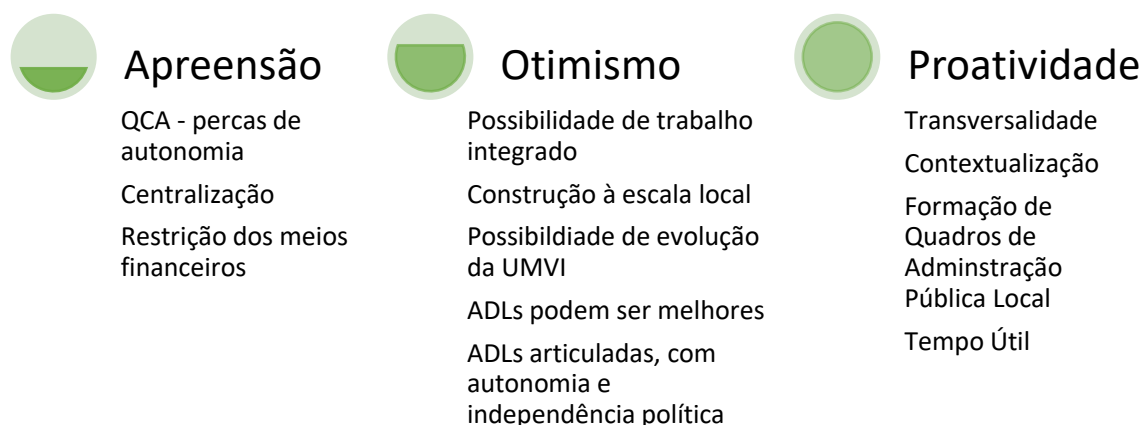 Apreensão
QCA - percas de
autonomia
Centralização
Restrição dos meios
financeiros
Otimismo
Possibilidade de trabalho
integrado
Construção à escala local
Possibildiade de evolução
da UMVI
ADLs podem ser melhores
ADLs articuladas, com
autonomia e
independência política
Proatividade
Transversalidade
Contextualização
Formação de
Quadros de
Adminstração
Pública Local
Tempo Útil